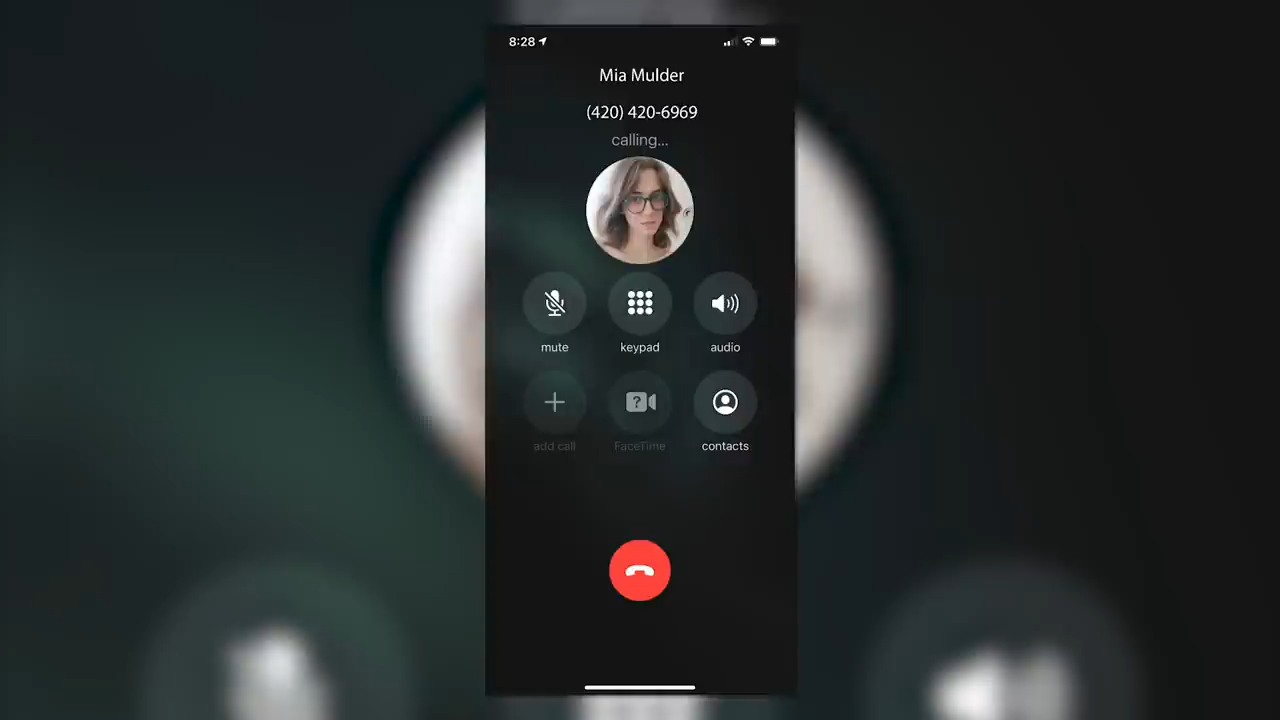 8:28
Mia Mulder
(420) 420-6969
calling...
mute
keypad
audio
add call
FaceTime
contacts